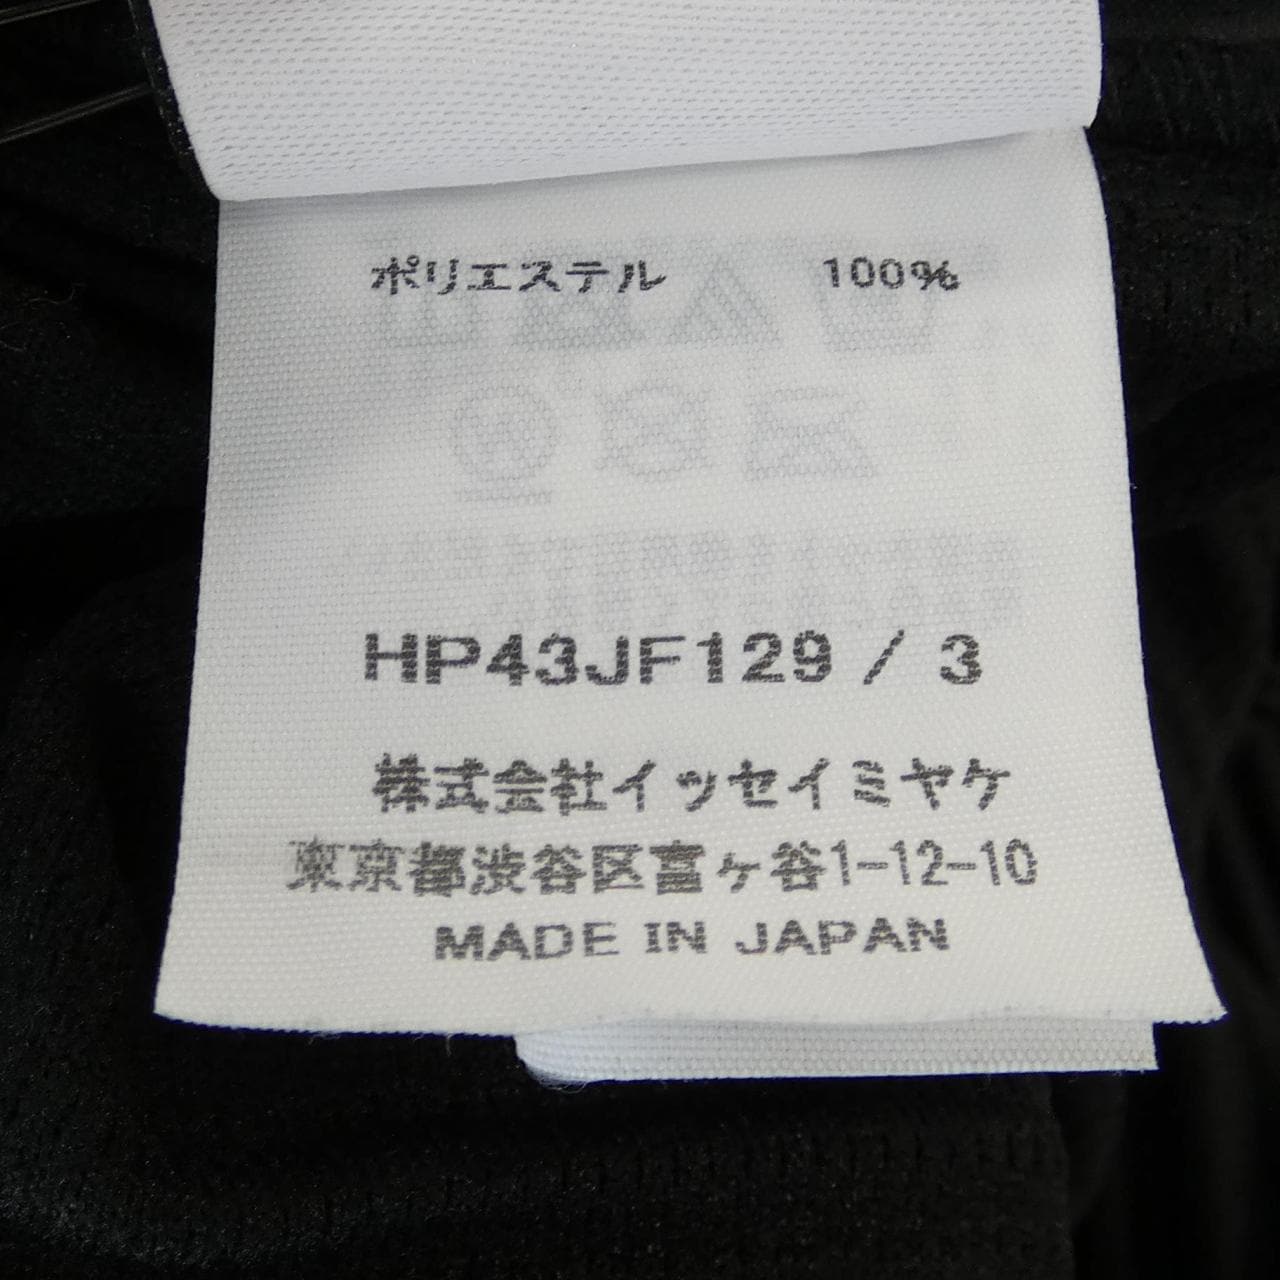 ポリエステル 100%
HP43JF129 / 3
株式会社イッセイミヤケ
東京都渋谷区富ヶ谷1-12-10
MADE IN JAPAN